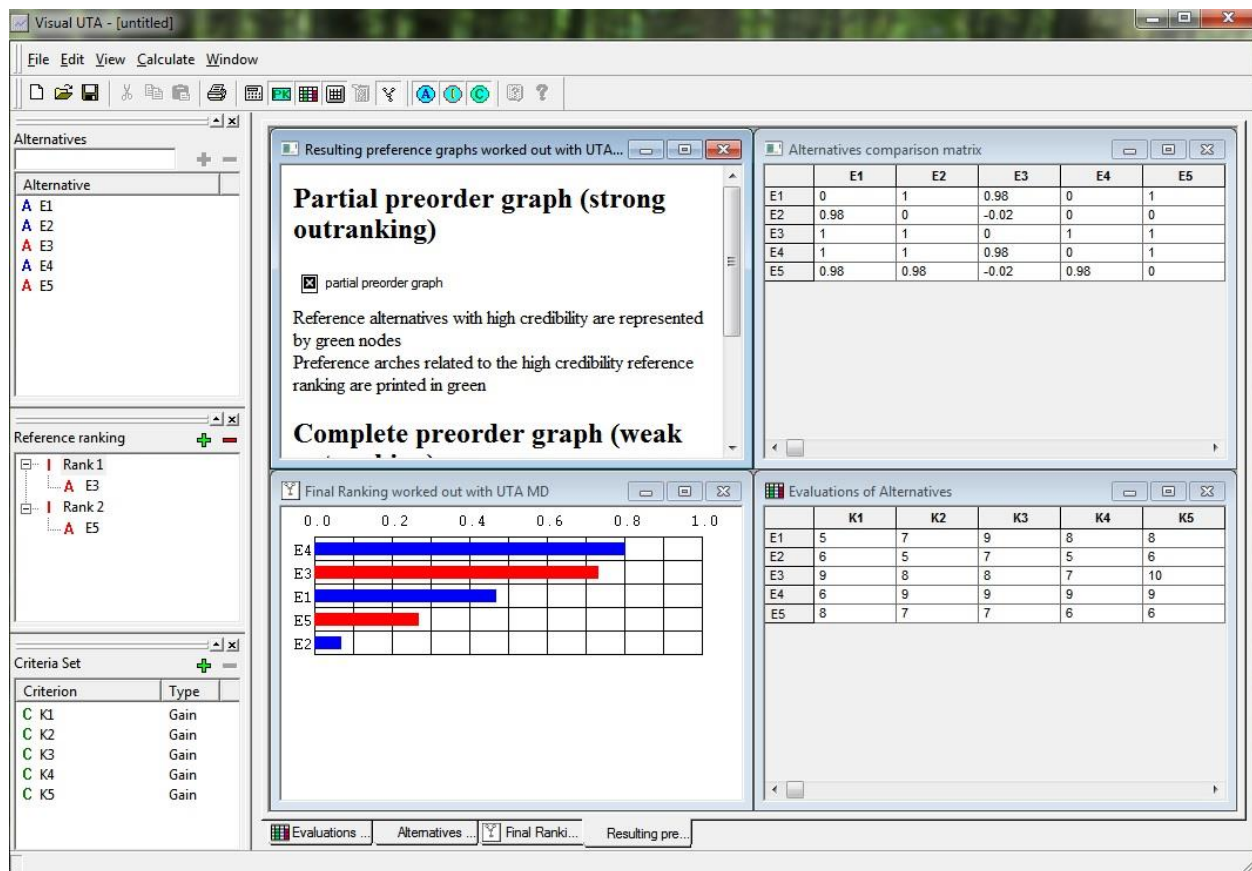 Visual UTA - [untitled]
File Edit View Calculate Window
PK A I C ?
Alternatives
Alternative
A E1
A E2
A E3
A E4
A E5
Reference ranking
I Rank 1
A E3
I Rank 2
A E5
Criteria Set
Criterion Type
C K1 Gain
C K2 Gain
C K3 Gain
C K4 Gain
C K5 Gain
Resulting preference graphs worked out with UTA...
Partial preorder graph (strong
outranking)
partial preorder graph
Reference alternatives with high credibility are represented
by green nodes
Preference arches related to the high credibility reference
ranking are printed in green
Complete preorder graph (weak
Alternatives comparison matrix
E1 E2 E3 E4 E5
E1 0 1 0.98 0 1
E2 0.98 0 -0.02 0 0
E3 1 1 0 1 1
E4 1 1 0.98 0 1
E5 0.98 0.98 -0.02 0.98 0
Final Ranking worked out with UTA MD
0.0 0.2 0.4 0.6 0.8 1.0
E4
E3
E1
E5
E2
Evaluations of Alternatives
K1 K2 K3 K4 K5
E1 5 7 9 8 8
E2 6 5 7 5 6
E3 9 8 8 7 10
E4 6 9 9 9 9
E5 8 7 7 6 6
Evaluations ... Alternatives ... Final Ranki... Resulting pre...